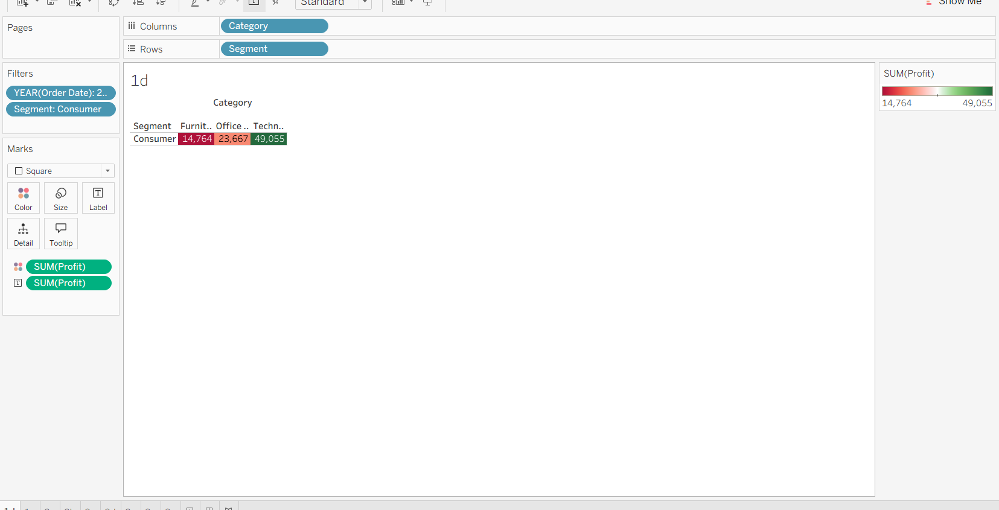 Standard
Show Me
Pages
Columns
Category
Rows
Segment
Filters
YEAR(Order Date): 2..
Segment: Consumer
1d
Category
Segment Furnit.. Office .. Techn..
Consumer 14,764 23,667 49,055
SUM(Profit)
14,764 49,055
Marks
Square
Color Size Label
Detail Tooltip
SUM(Profit)
SUM(Profit)